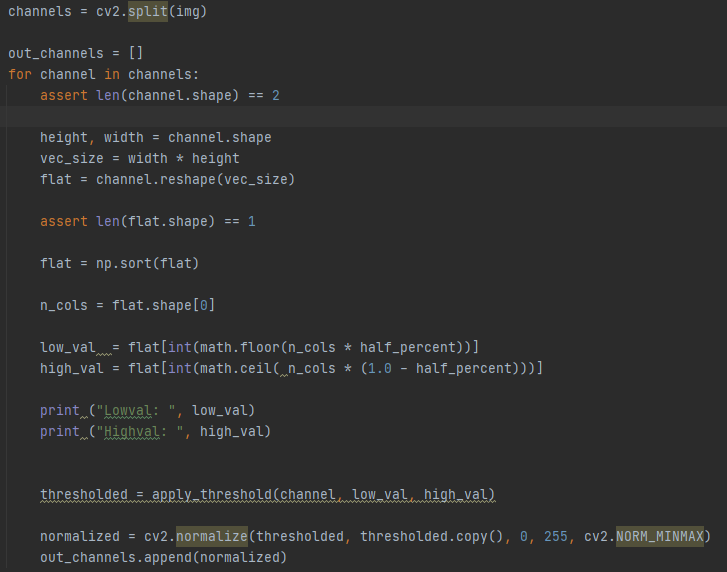 channels = cv2.split(img)
out_channels = []
for channel in channels:
assert len(channel.shape) == 2
height, width = channel.shape
vec_size = width * height
flat = channel.reshape(vec_size)
assert len(flat.shape) == 1
flat = np.sort(flat)
n_cols = flat.shape[0]
low_val  = flat[int(math.floor(n_cols * half_percent))]
high_val = flat[int(math.ceil( n_cols * (1.0 - half_percent)))]
print ("Lowval: ", low_val)
print ("Highval: ", high_val)
thresholded = apply_threshold(channel, low_val, high_val)
normalized = cv2.normalize(thresholded, thresholded.copy(), 0, 255, cv2.NORM_MINMAX)
out_channels.append(normalized)